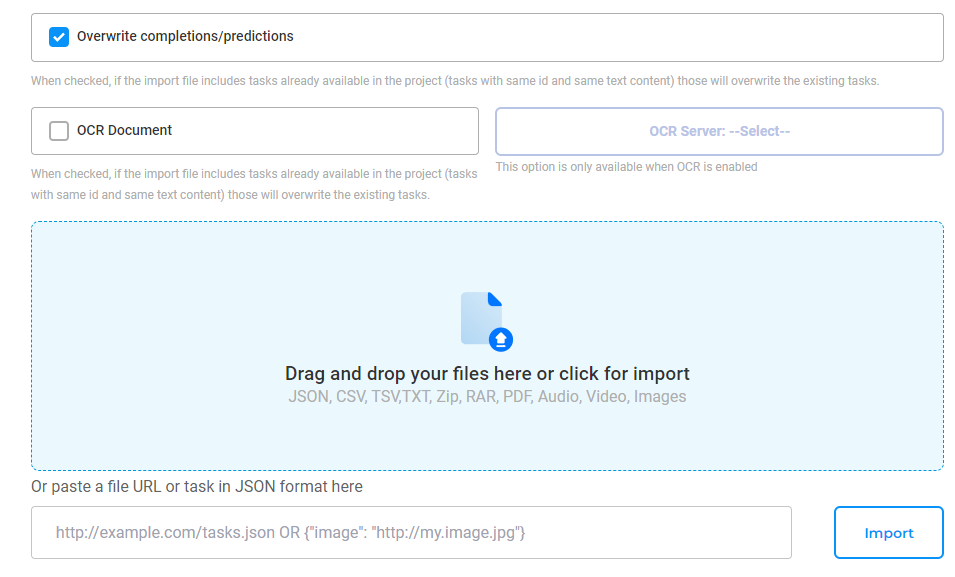 Overwrite completions/predictions
When checked, if the import file includes tasks already available in the project (tasks with same id and same text content) those will overwrite the existing tasks.
OCR Document
OCR Server: --Select--
When checked, if the import file includes tasks already available in the project (tasks
with same id and same text content) those will overwrite the existing tasks.
This option is only available when OCR is enabled
Drag and drop your files here or click for import
JSON, CSV, TSV,TXT, Zip, RAR, PDF, Audio, Video, Images
Or paste a file URL or task in JSON format here
http://example.com/tasks.json OR {"image": "http://my.image.jpg"}
Import